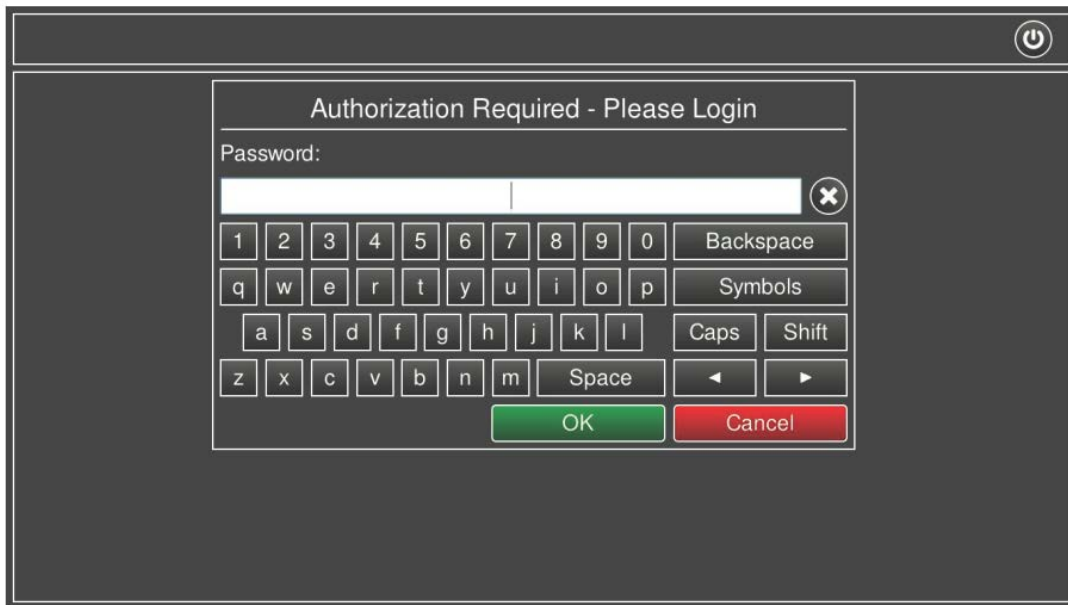 Authorization Required - Please Login
Password:
1 2 3 4 5 6 7 8 9 0 Backspace
q w e r t y u i o p Symbols
a s d f g h j k l Caps Shift
z x c v b n m Space ◄ ►
OK Cancel